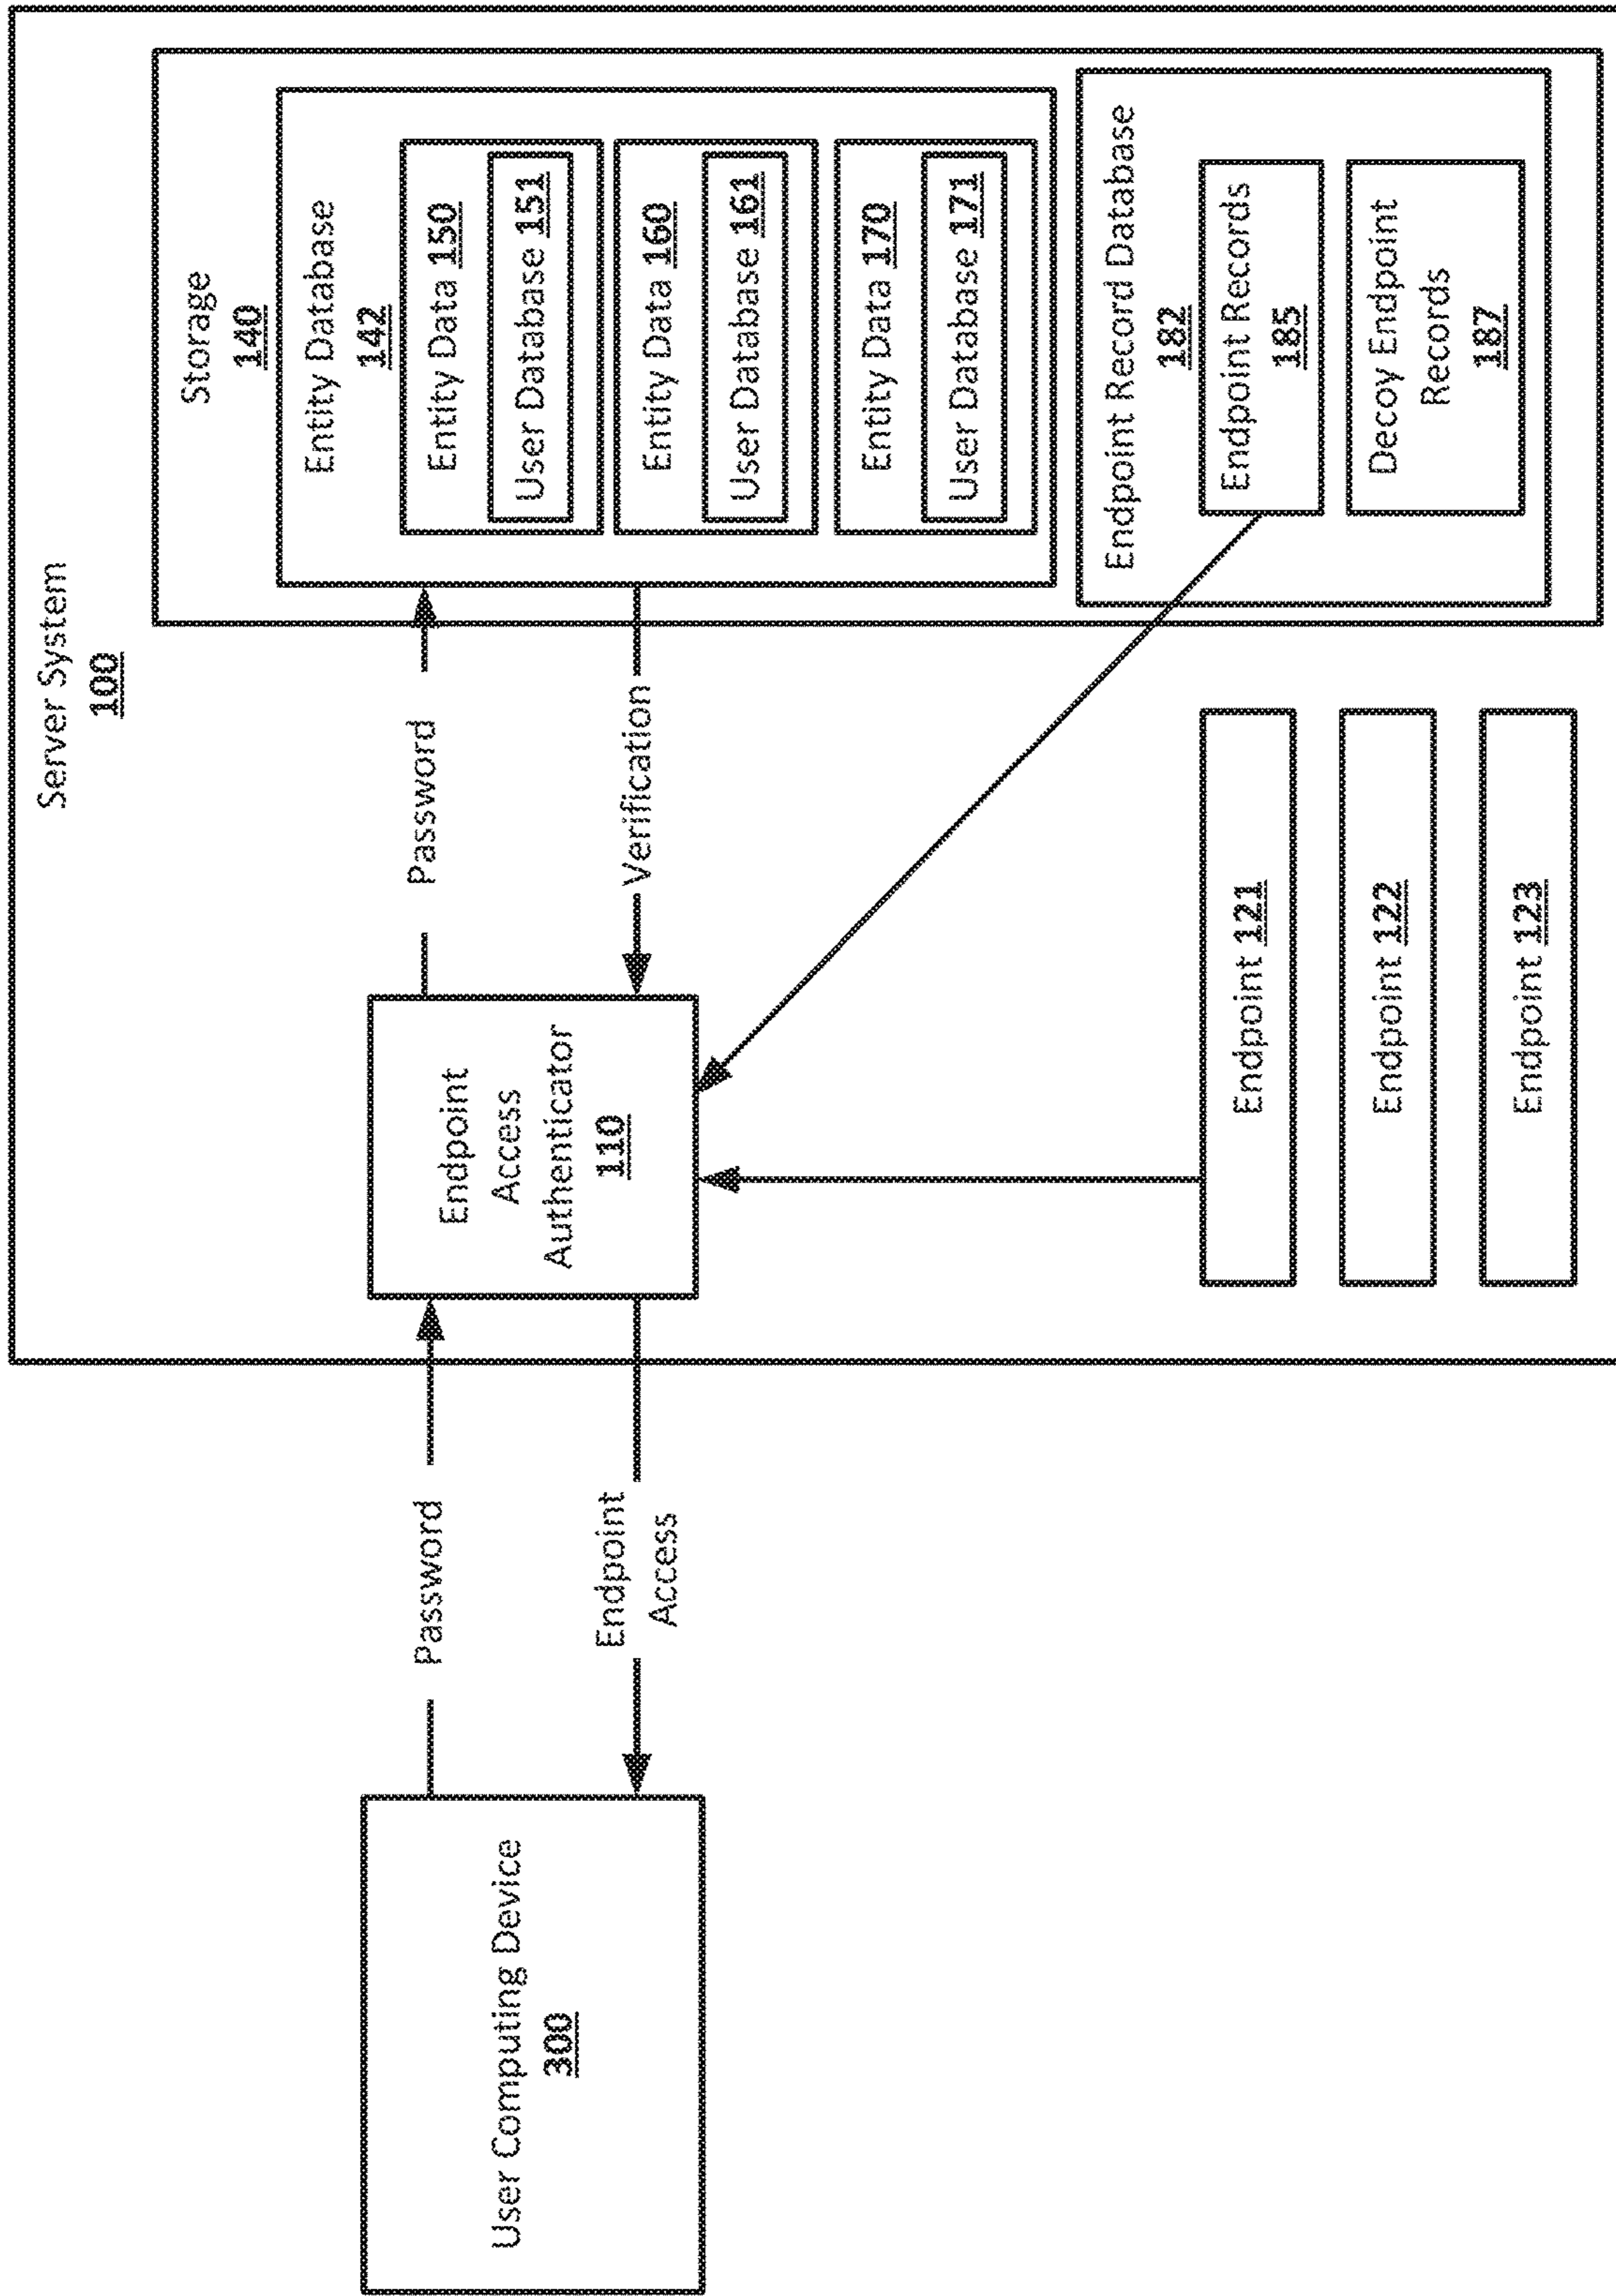 Server System
100
Storage
140
Entity Database
142
Entity Data 150
User Database 151
Entity Data 160
User Database 161
Entity Data 170
User Database 171
Endpoint Record Database
182
Endpoint Records
185
Decoy Endpoint
Records
187
Password
Verification
Endpoint
Access
Authenticator
110
Endpoint 121
Endpoint 122
Endpoint 123
Password
Endpoint
Access
User Computing Device
300